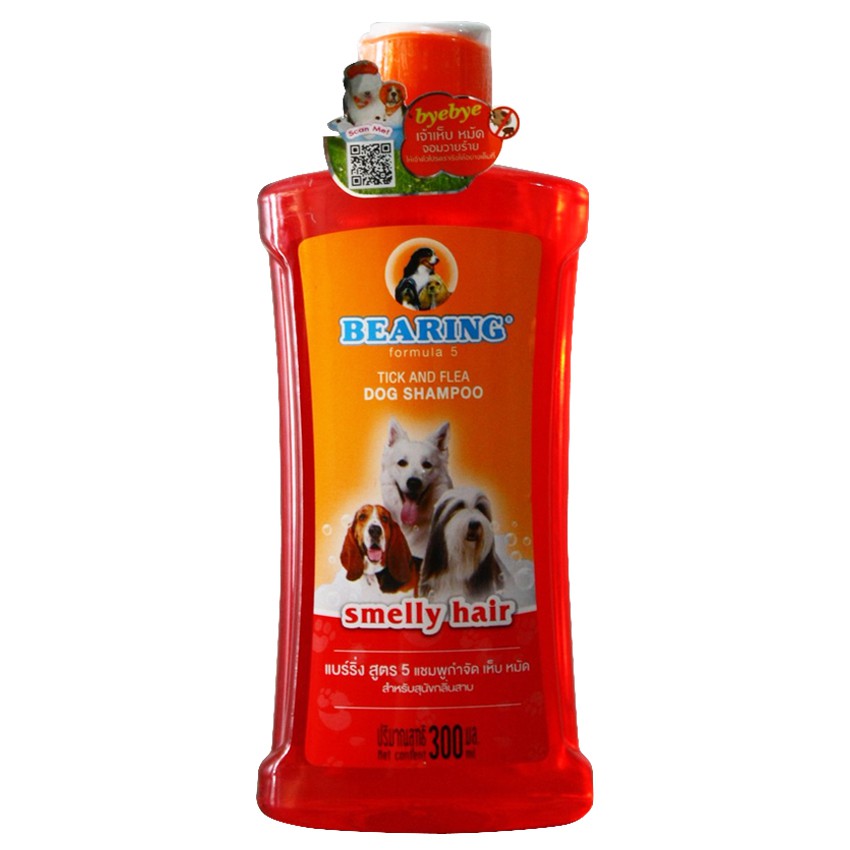 byebye
เจ้าเห็บ หมัด
จอมวายร้าย
Scan Me!
BEARING®
formula 5
TICK AND FLEA
DOG SHAMPOO
smelly hair
แบร์ริ่ง สูตร 5 แชมพูกำจัด เห็บ หมัด
สำหรับสุนัขกลิ่นสาบ
ปริมาณสุทธิ 300 มล.
Net content ml